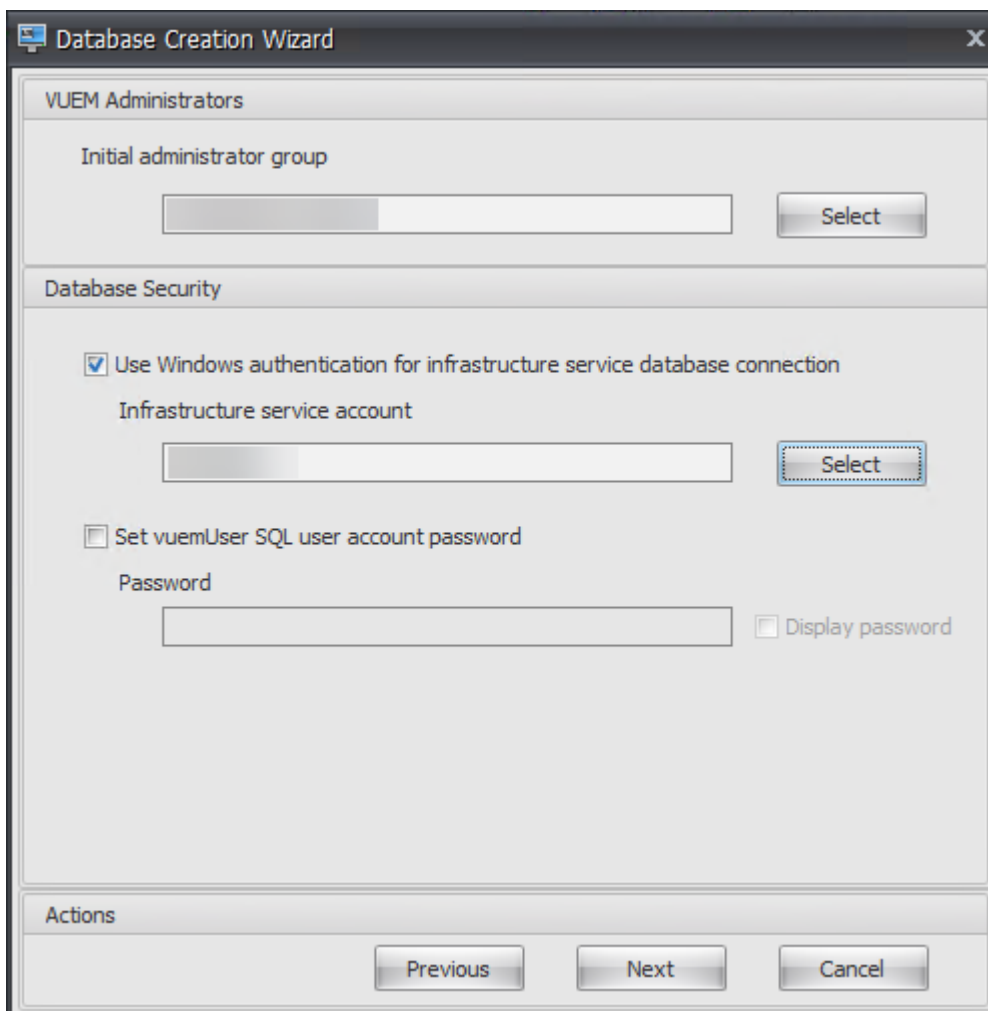 Database Creation Wizard
x
VUEM Administrators
Initial administrator group
Select
Database Security
Use Windows authentication for infrastructure service database connection
Infrastructure service account
Select
Set vuemUser SQL user account password
Password
Display password
Actions
Previous Next Cancel